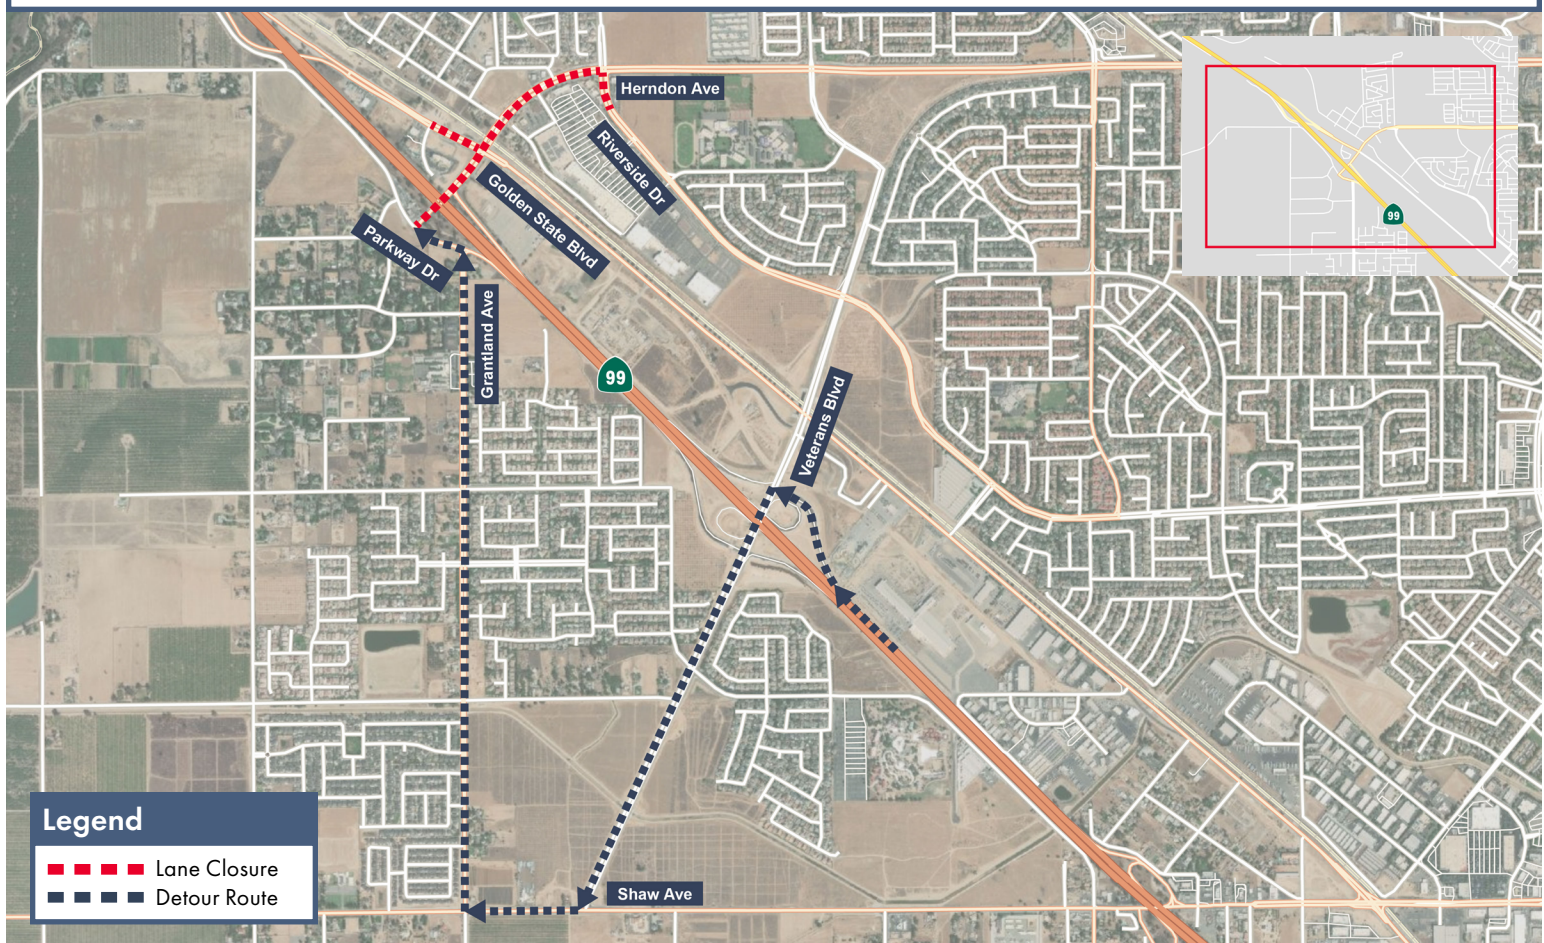 Herndon Ave
Riverside Dr
Golden State Blvd
Parkway Dr
Grantland Ave
99
99
Veterans Blvd
Shaw Ave
Legend
Lane Closure
Detour Route